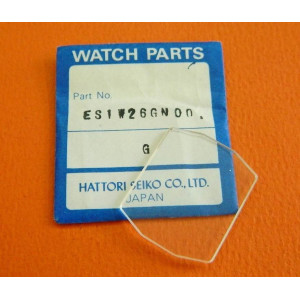 WATCH PARTS
Part No.
ES1W26GN00.
G
HATTORI SEIKO CO., LTD.
JAPAN